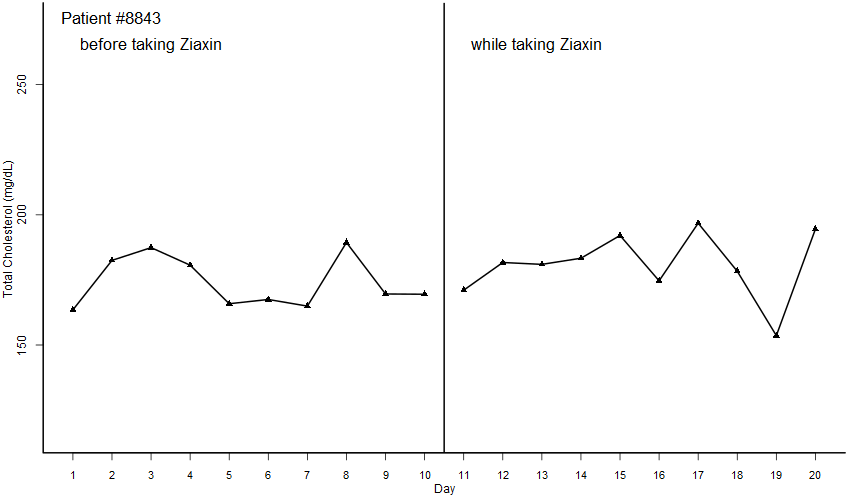 Patient #8843
before taking Ziaxin
while taking Ziaxin
Total Cholesterol (mg/dL)
250
200
150
1 2 3 4 5 6 7 8 9 10 11 12 13 14 15 16 17 18 19 20
Day